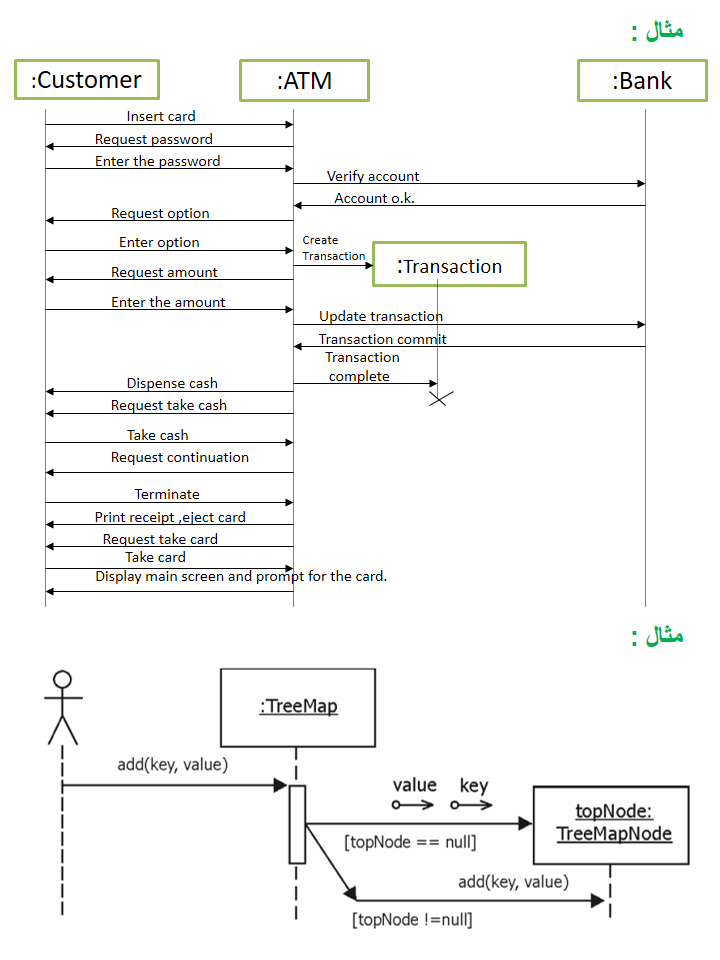 مثال :
:Customer
:ATM
:Bank
Insert card
Request password
Enter the password
Verify account
Account o.k.
Request option
Enter option
Create
Transaction
:Transaction
Request amount
Enter the amount
Update transaction
Transaction commit
Transaction
complete
Dispense cash
Request take cash
Take cash
Request continuation
Terminate
Print receipt ,eject card
Request take card
Take card
Display main screen and prompt for the card.
مثال :
:TreeMap
add(key, value)
value
key
topNode:
TreeMapNode
[topNode == null]
add(key, value)
[topNode !=null]